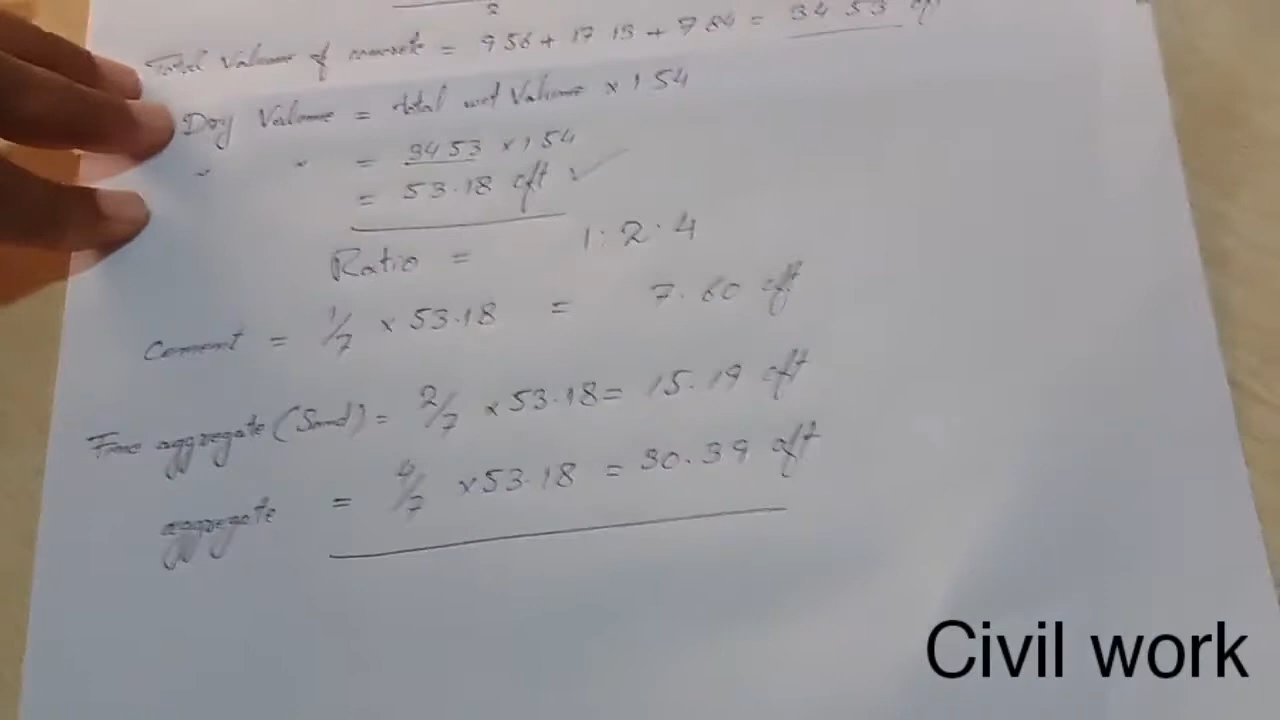 2
Total Volume of concrete = 9.56 + 17.13 + 7.84 = 34.53 cft
Dry Volume = total wet Volume × 1.54
" " = 34.53 × 1.54
= 53.18 cft ✓
Ratio = 1:2:4
Cement = 1/7 × 53.18 = 7.60 cft
Fine aggregate (Sand) = 2/7 × 53.18 = 15.19 cft
aggregate = 4/7 × 53.18 = 30.39 cft
Civil work